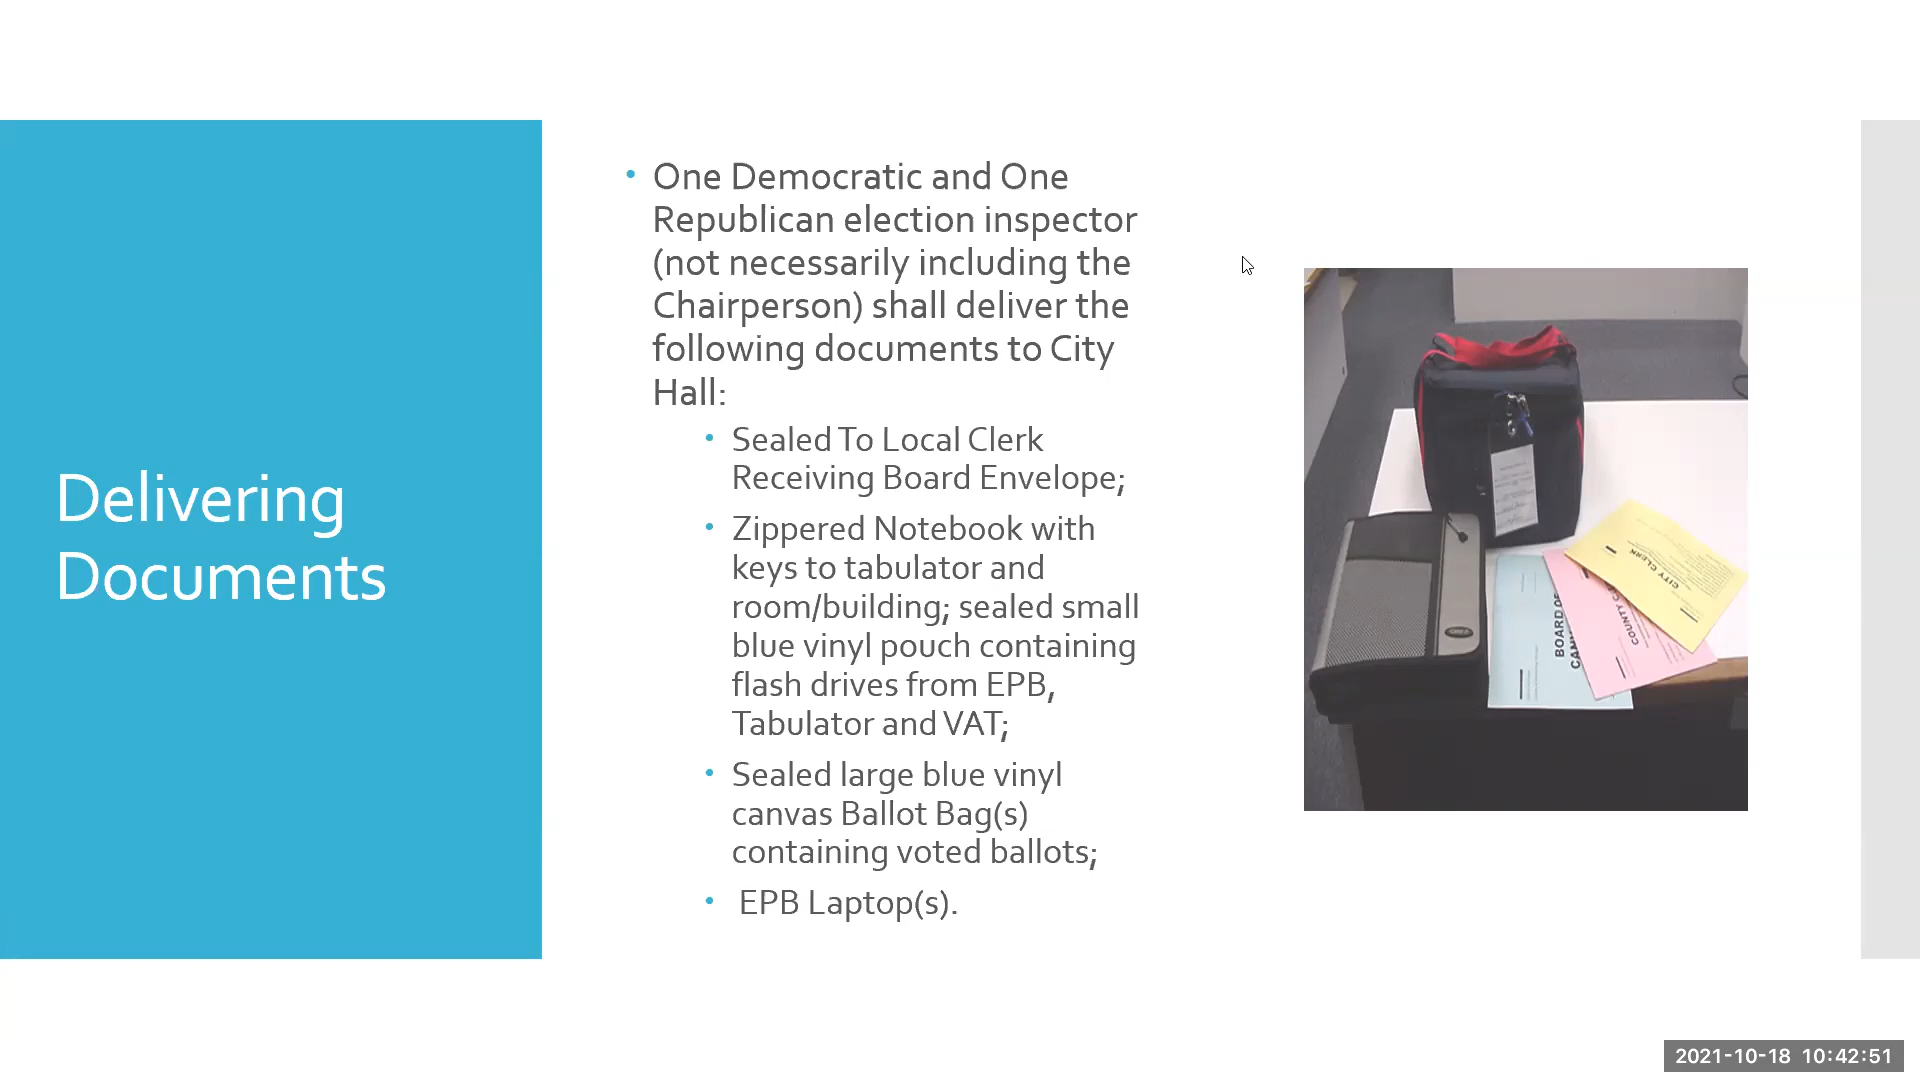 Delivering
Documents
One Democratic and One
Republican election inspector
(not necessarily including the
Chairperson) shall deliver the
following documents to City
Hall:
Sealed To Local Clerk
Receiving Board Envelope;
Zippered Notebook with
keys to tabulator and
room/building; sealed small
blue vinyl pouch containing
flash drives from EPB,
Tabulator and VAT;
Sealed large blue vinyl
canvas Ballot Bag(s)
containing voted ballots;
EPB Laptop(s).
CITY CLERK
COUNTY
BOARD OF
2021-10-18 10:42:51